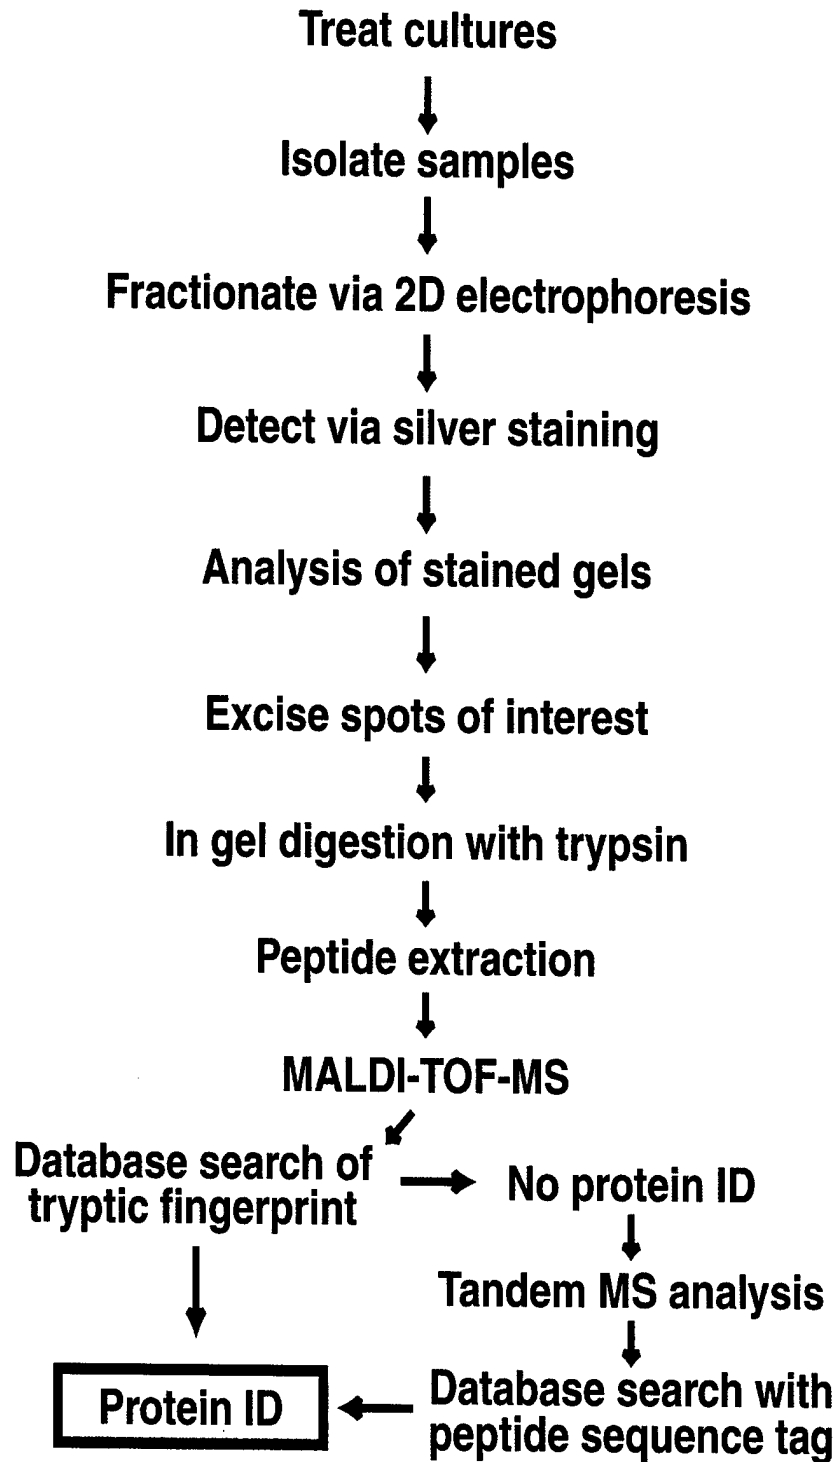 Treat cultures
Isolate samples
Fractionate via 2D electrophoresis
Detect via silver staining
Analysis of stained gels
Excise spots of interest
In gel digestion with trypsin
Peptide extraction
MALDI-TOF-MS
Database search of
tryptic fingerprint
No protein ID
Tandem MS analysis
Database search with
peptide sequence tag
Protein ID